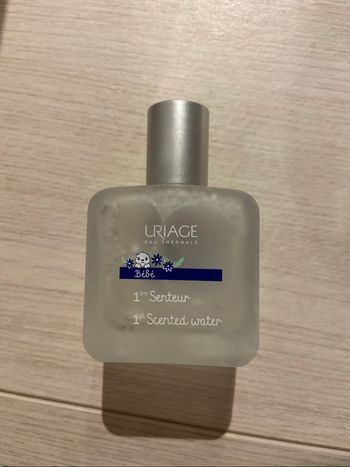 URIAGE
EAU THERMALE
Bébé
1ère Senteur
1st Scented water